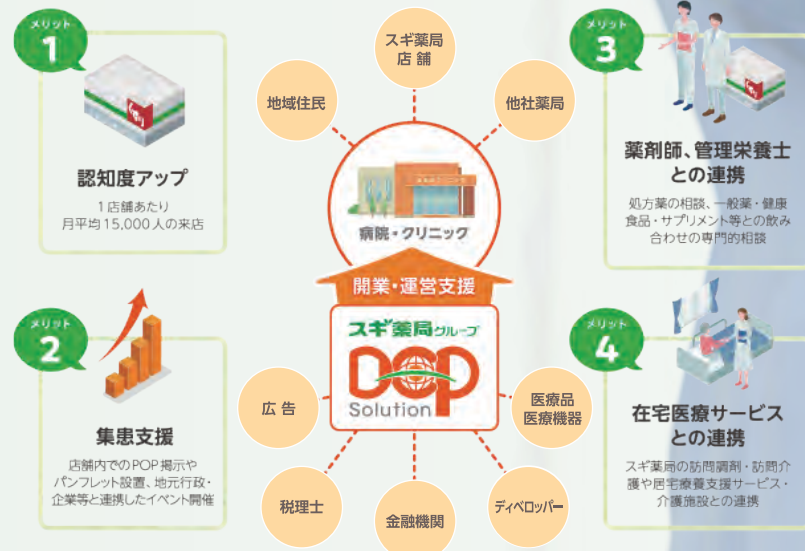 メリット
1
認知度アップ
1店舗あたり
月平均15,000人の来店
メリット
2
集患支援
店舗内でのPOP掲示や
パンフレット設置、地元行政・
企業等と連携したイベント開催
スギ薬局
店舗
地域住民
他社薬局
病院・クリニック
開業・運営支援
スギ薬局グループ
DCP
Solution
広告
医療品
医療機器
税理士
金融機関
ディベロッパー
メリット
3
薬剤師、管理栄養士
との連携
処方薬の相談、一般薬・健康
食品・サプリメント等との飲み
合わせの専門的相談
メリット
4
在宅医療サービス
との連携
スギ薬局の訪問調剤・訪問介
護や居宅療養支援サービス・
介護施設との連携